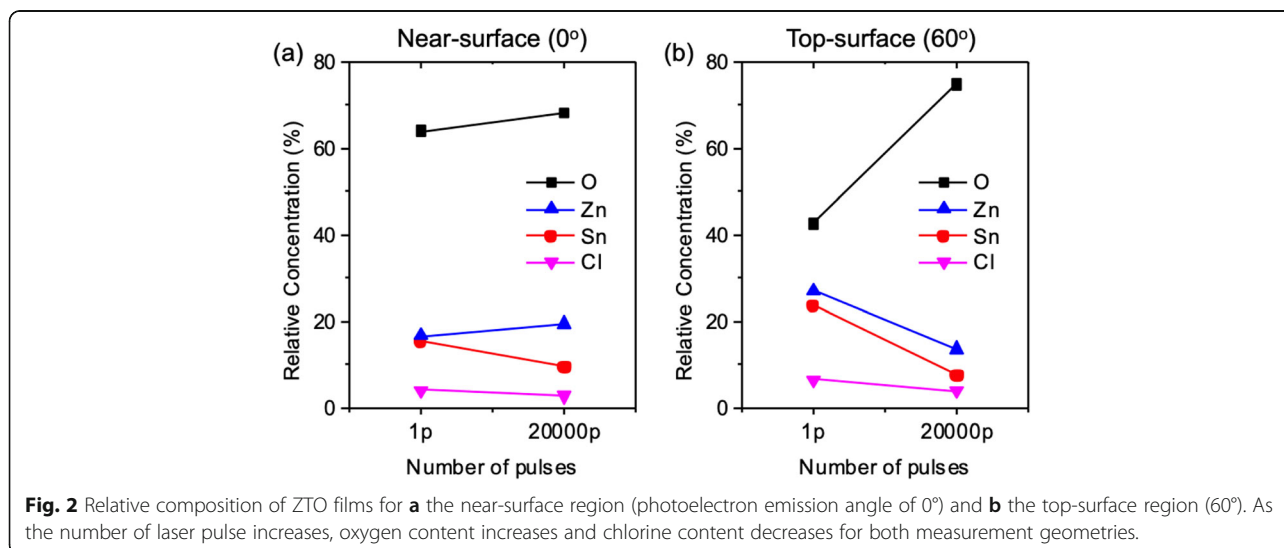 (a) Near-surface (0°)
80
60
40
20
0
Relative Concentration (%)
O
Zn
Sn
Cl
1p 20000p
Number of pulses
(b) Top-surface (60°)
80
60
40
20
0
Relative Concentration (%)
O
Zn
Sn
Cl
1p 20000p
Number of pulses
Fig. 2 Relative composition of ZTO films for a the near-surface region (photoelectron emission angle of 0°) and b the top-surface region (60°). As
the number of laser pulse increases, oxygen content increases and chlorine content decreases for both measurement geometries.